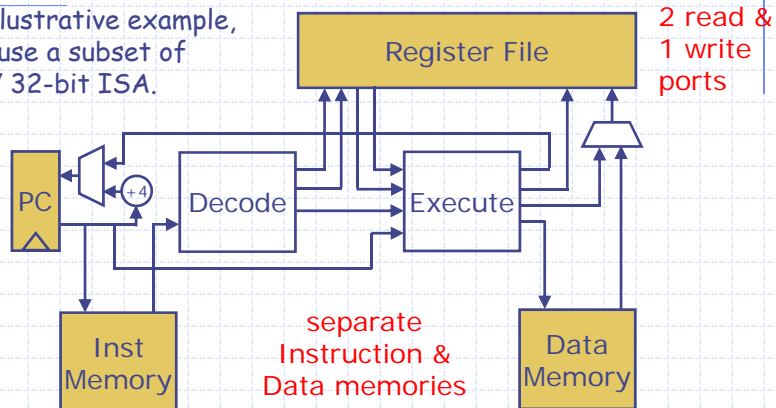 lustrative example,
use a subset of
32-bit ISA.
2 read &
1 write
ports
Register File
PC
+4
Decode
Execute
separate
Instruction &
Data memories
Inst
Memory
Data
Memory